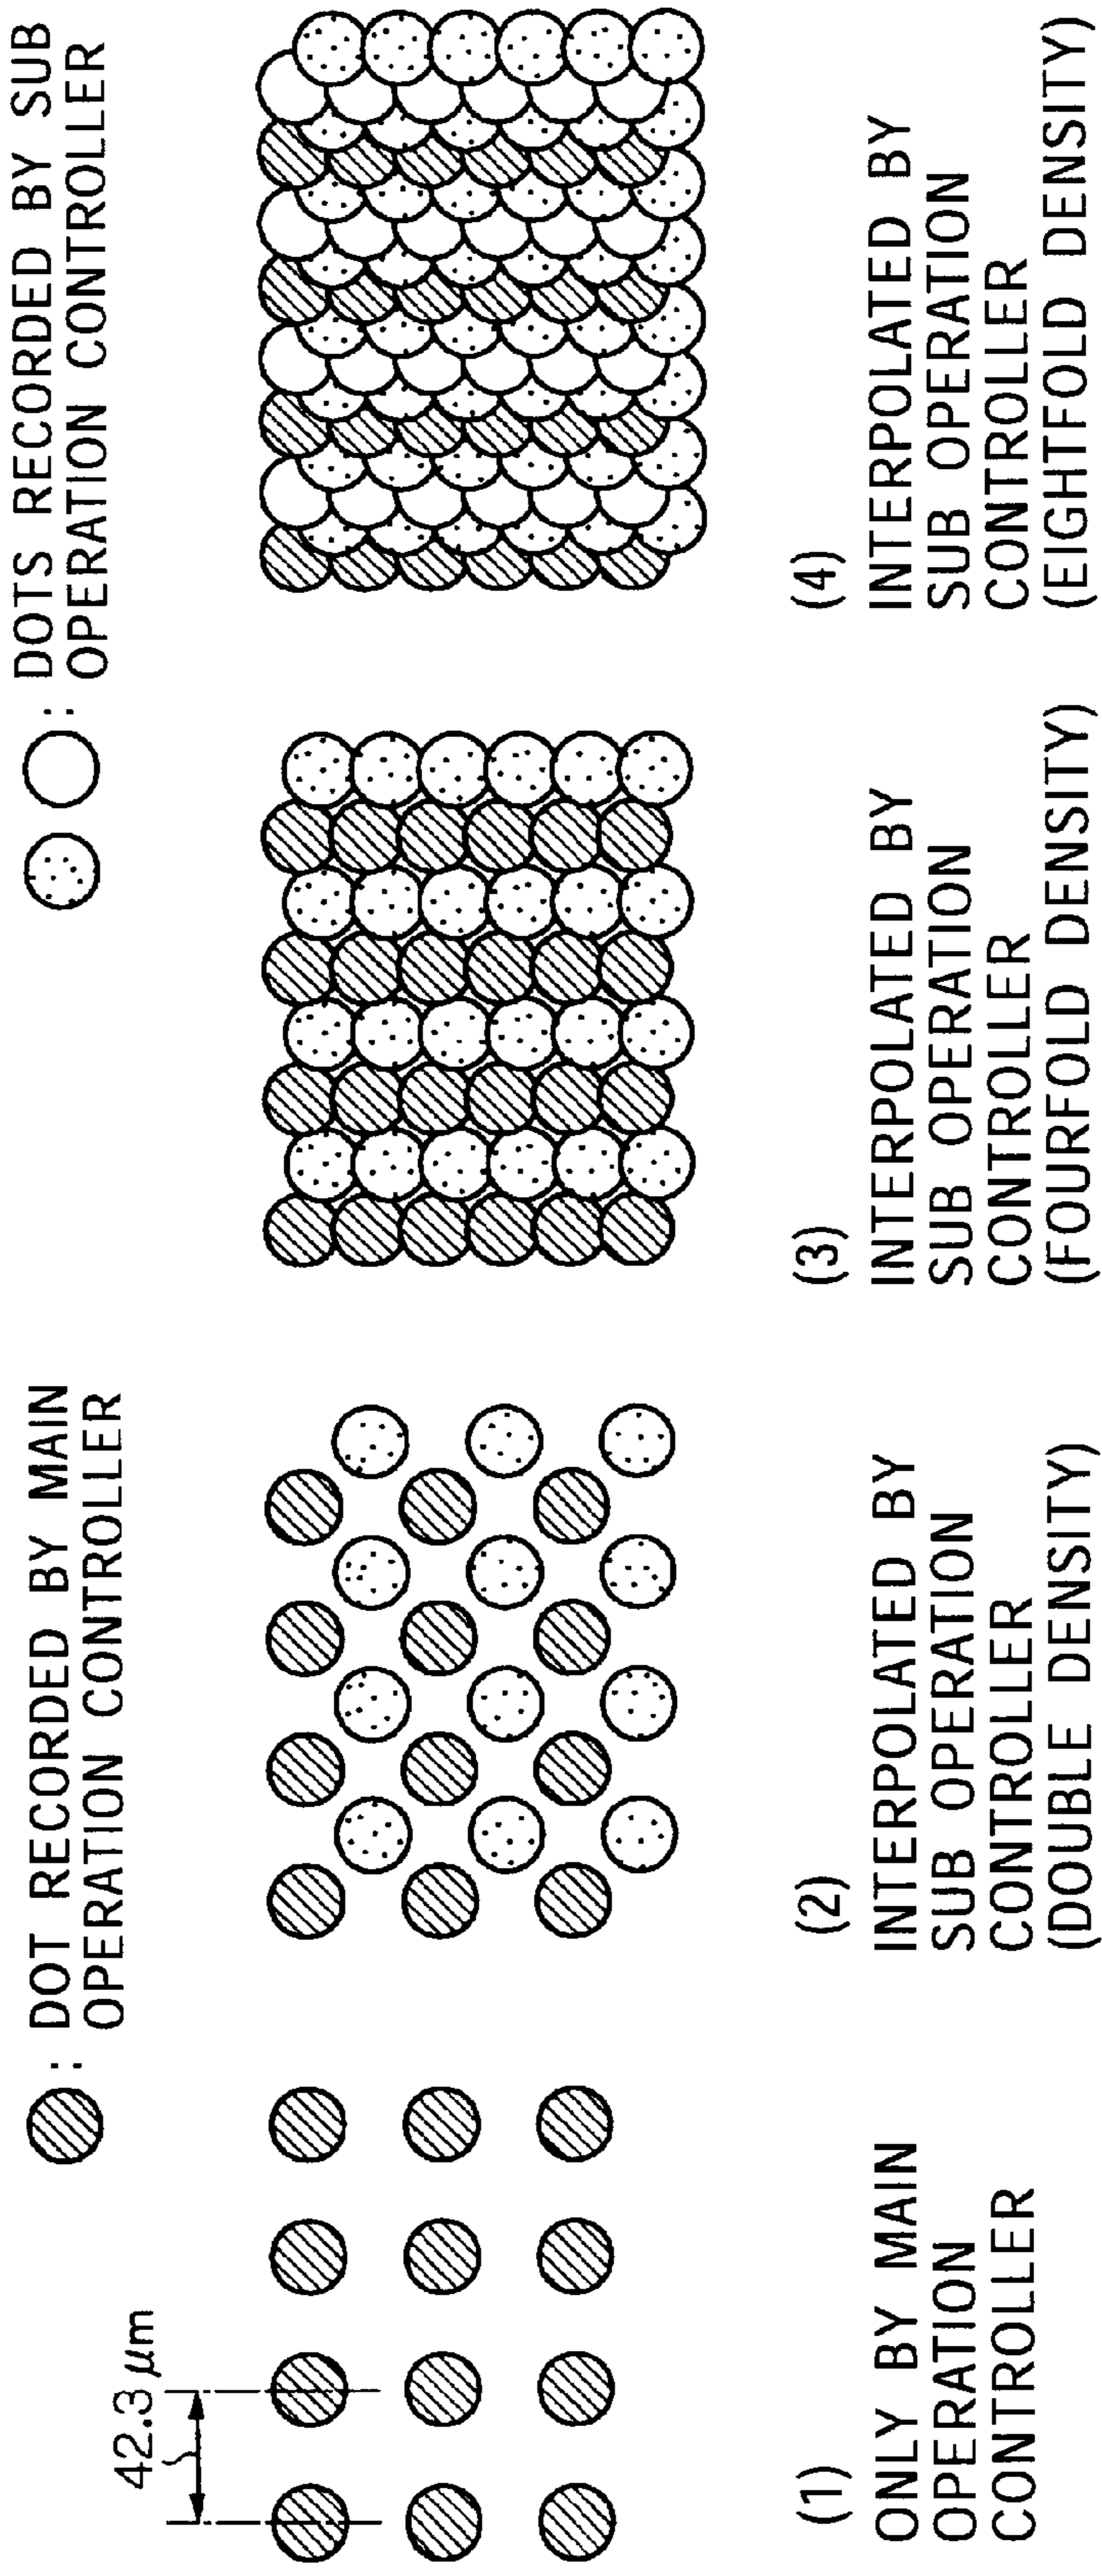 : DOT RECORDED BY MAIN
OPERATION CONTROLLER
: DOTS RECORDED BY SUB
OPERATION CONTROLLER
42.3 μm
(1)
ONLY BY MAIN
OPERATION
CONTROLLER
(2)
INTERPOLATED BY
SUB OPERATION
CONTROLLER
(DOUBLE DENSITY)
(3)
INTERPOLATED BY
SUB OPERATION
CONTROLLER
(FOURFOLD DENSITY)
(4)
INTERPOLATED BY
SUB OPERATION
CONTROLLER
(EIGHTFOLD DENSITY)